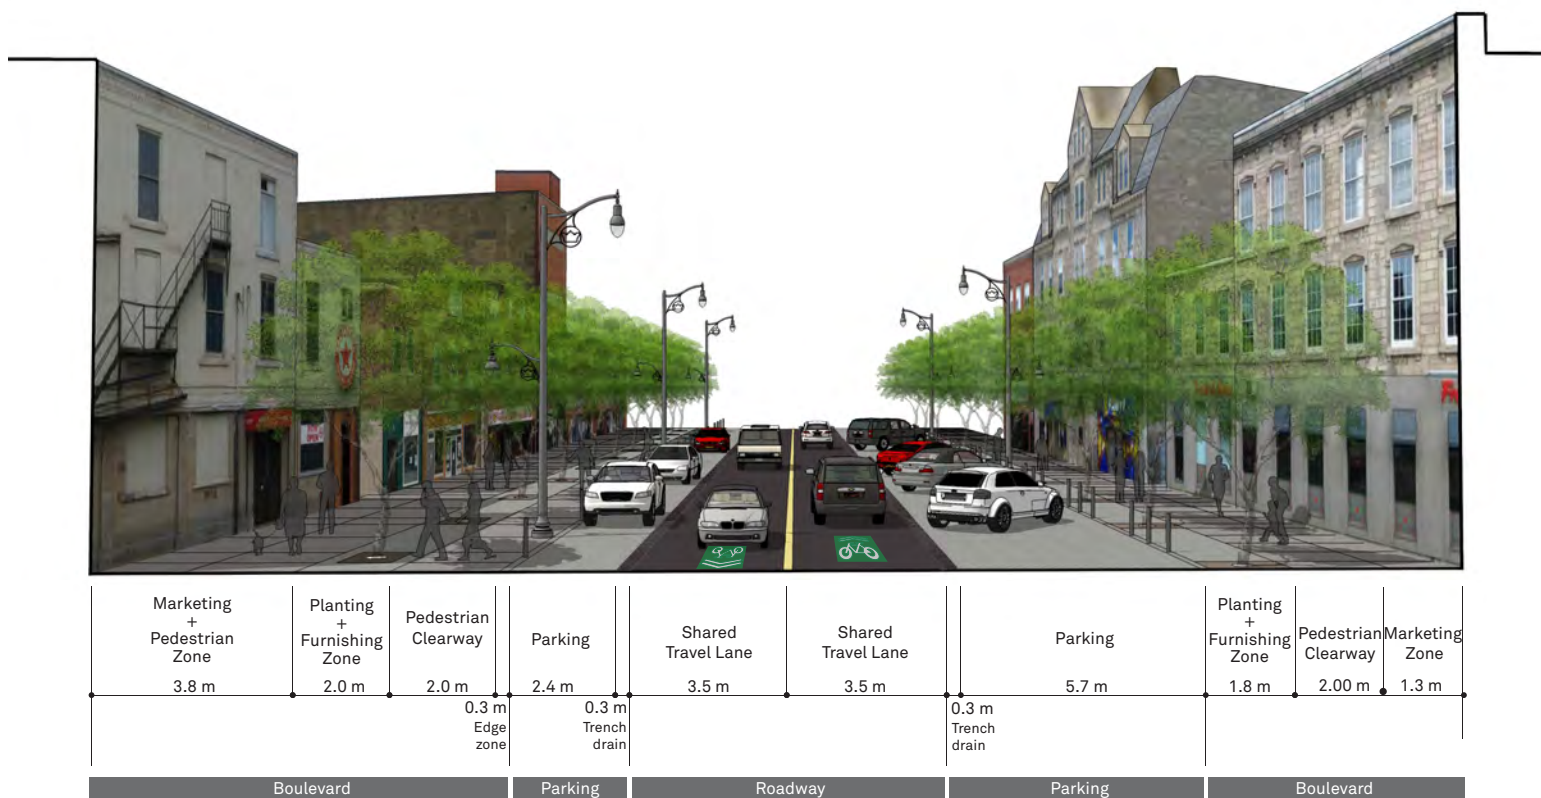 OPEN
Marketing
+
Pedestrian
Zone
3.8 m
Planting
+
Furnishing
Zone
2.0 m
Pedestrian
Clearway
2.0 m
Parking
2.4 m
Shared
Travel Lane
3.5 m
Shared
Travel Lane
3.5 m
Parking
5.7 m
Planting
+
Furnishing
Zone
1.8 m
Pedestrian
Clearway
2.00 m
Marketing
Zone
1.3 m
0.3 m
Edge
zone
0.3 m
Trench
drain
0.3 m
Trench
drain
Boulevard
Parking
Roadway
Parking
Boulevard